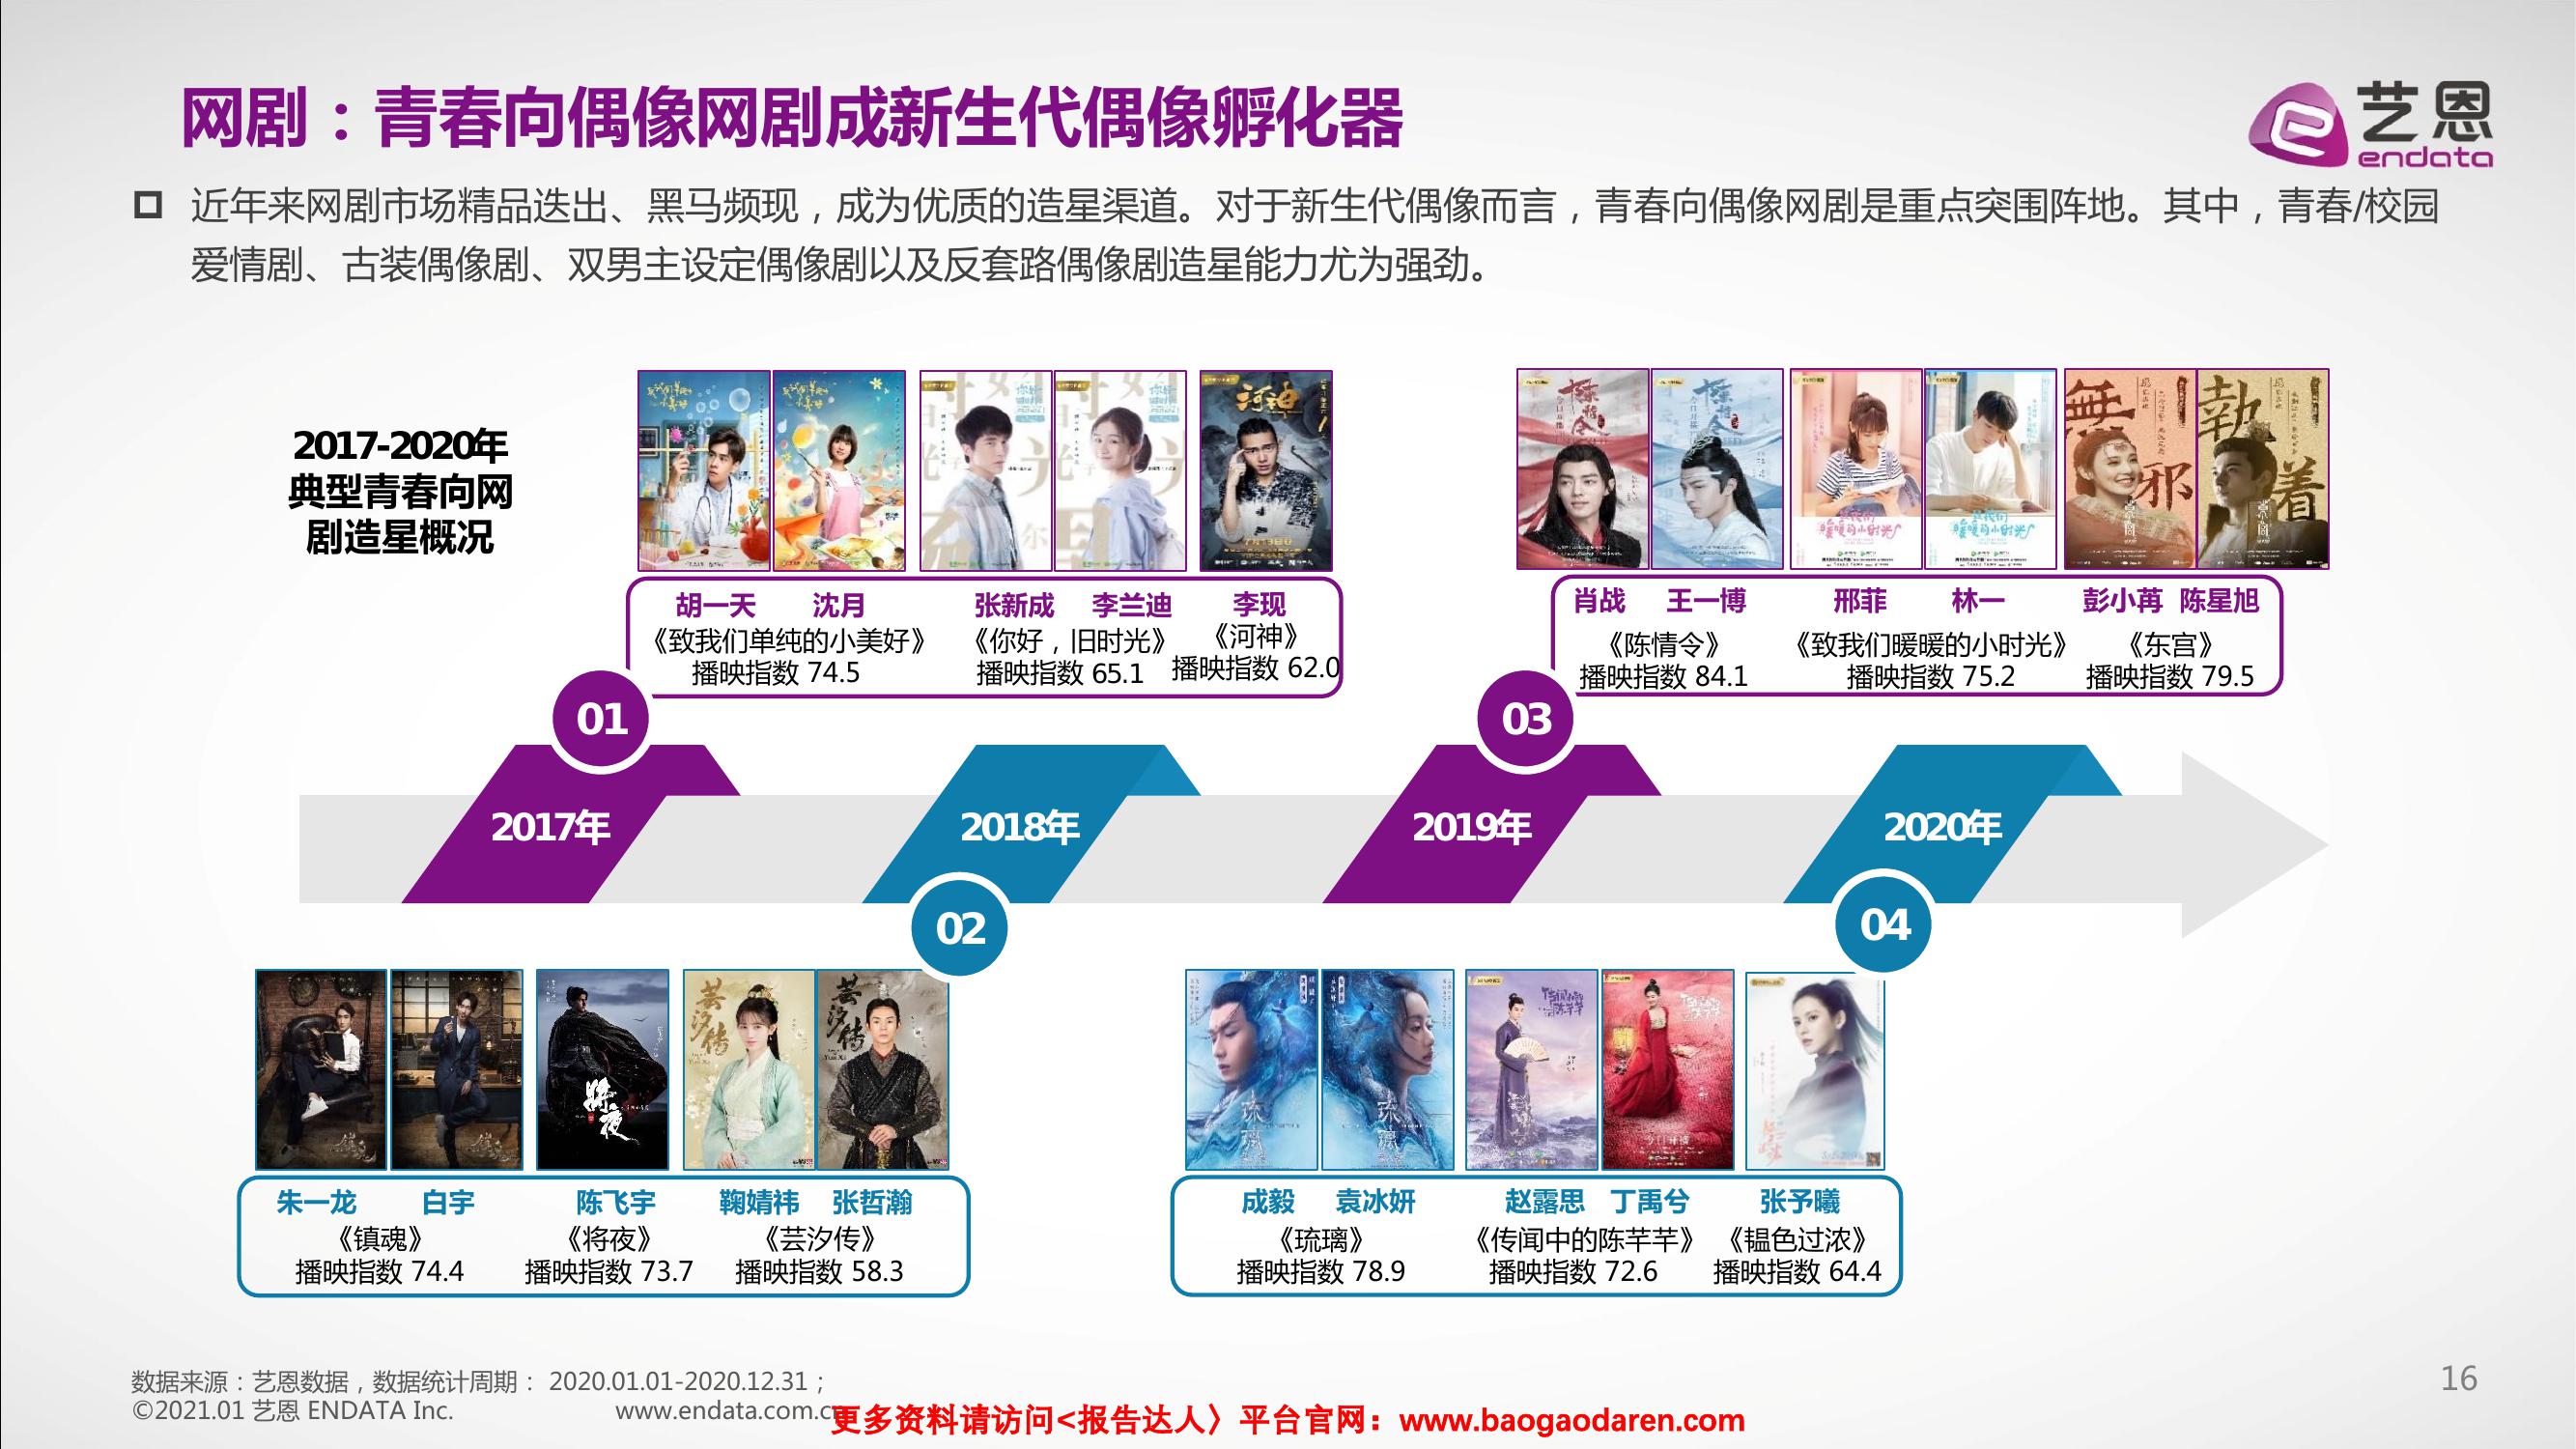 网剧：青春向偶像网剧成新生代偶像孵化器
艺恩
endata
近年来网剧市场精品迭出、黑马频现，成为优质的造星渠道。对于新生代偶像而言，青春向偶像网剧是重点突围阵地。其中，青春/校园
爱情剧、古装偶像剧、双男主设定偶像剧以及反套路偶像剧造星能力尤为强劲。
2017-2020年
典型青春向网
剧造星概况
河神
無
邪
執
着
胡一天 沈月 张新成 李兰迪 李现
《致我们单纯的小美好》 《你好，旧时光》 《河神》
播映指数 74.5 播映指数 65.1 播映指数 62.0
肖战 王一博 邢菲 林一 彭小苒 陈星旭
《陈情令》 《致我们暖暖的小时光》 《东宫》
播映指数 84.1 播映指数 75.2 播映指数 79.5
01
03
2017年 2018年 2019年 2020年
02
04
将夜
芸汐传
芸汐传
琉璃
琉璃
朱一龙 白宇 陈飞宇 鞠婧祎 张哲瀚
《镇魂》 《将夜》 《芸汐传》
播映指数 74.4 播映指数 73.7 播映指数 58.3
成毅 袁冰妍 赵露思 丁禹兮 张予曦
《琉璃》 《传闻中的陈芊芊》 《韫色过浓》
播映指数 78.9 播映指数 72.6 播映指数 64.4
数据来源：艺恩数据，数据统计周期： 2020.01.01-2020.12.31；
©2021.01 艺恩 ENDATA Inc. www.endata.com.cn
更多资料请访问<报告达人〉平台官网：www.baogaodaren.com
16